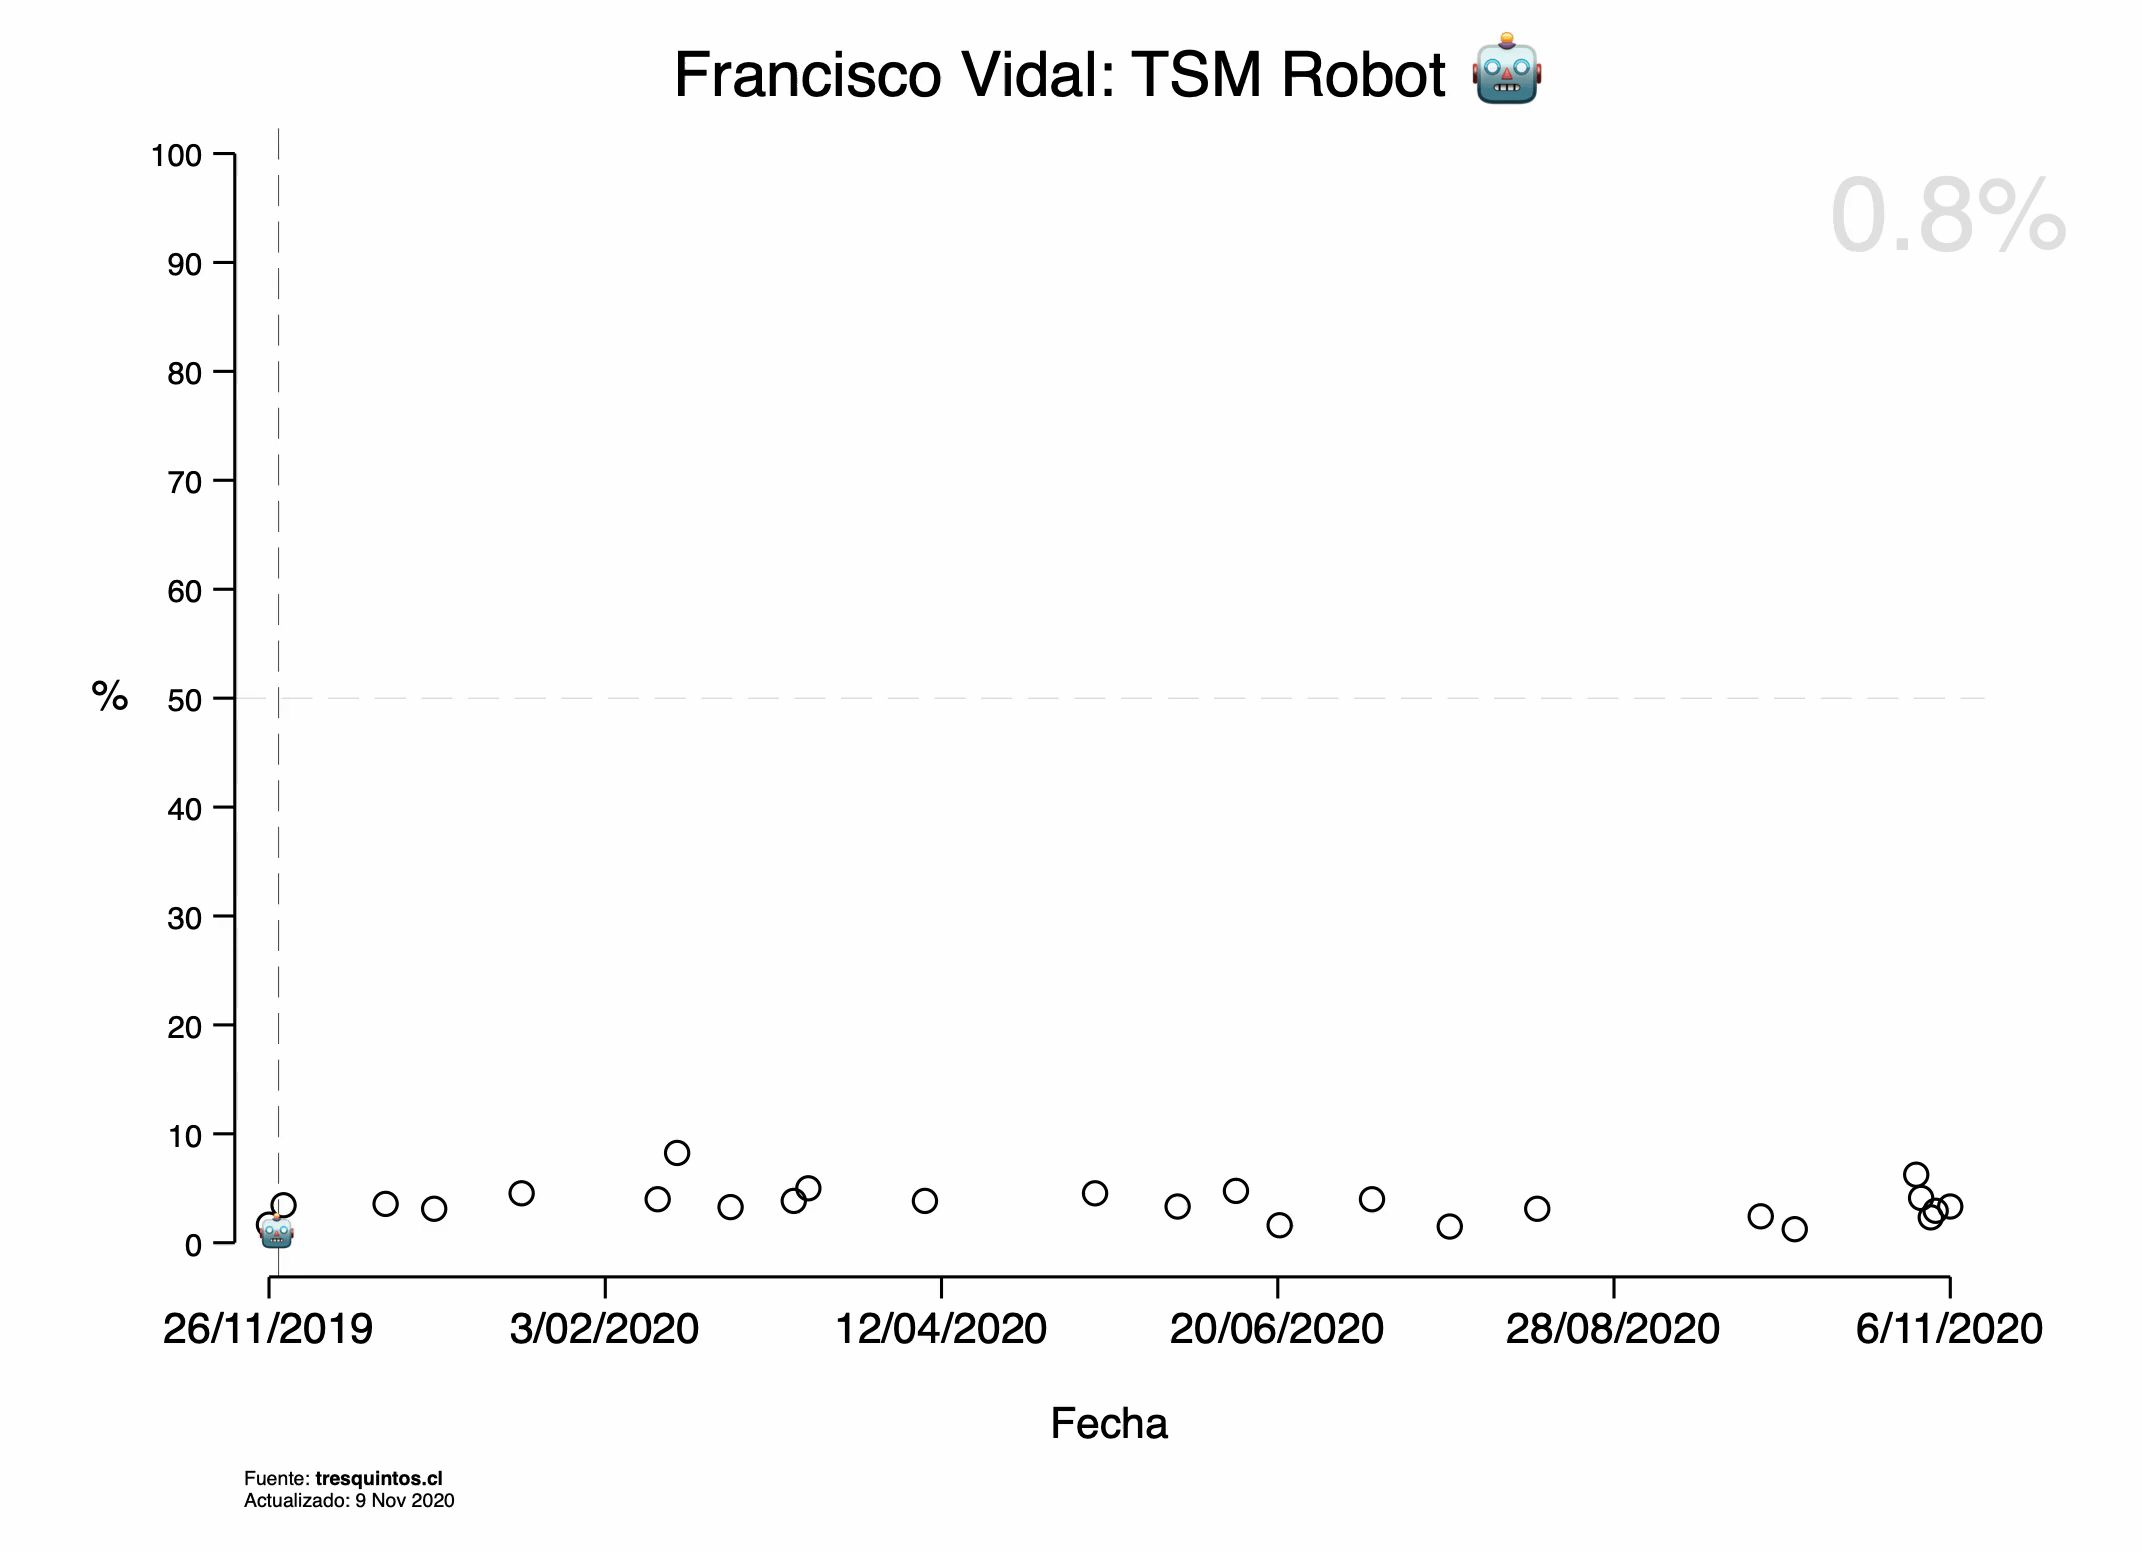 Francisco Vidal: TSM Robot 🤖
0.8%
100
90
80
70
60
50
40
30
20
10
0
%
26/11/2019 3/02/2020 12/04/2020 20/06/2020 28/08/2020 6/11/2020
Fecha
Fuente: tresquintos.cl
Actualizado: 9 Nov 2020